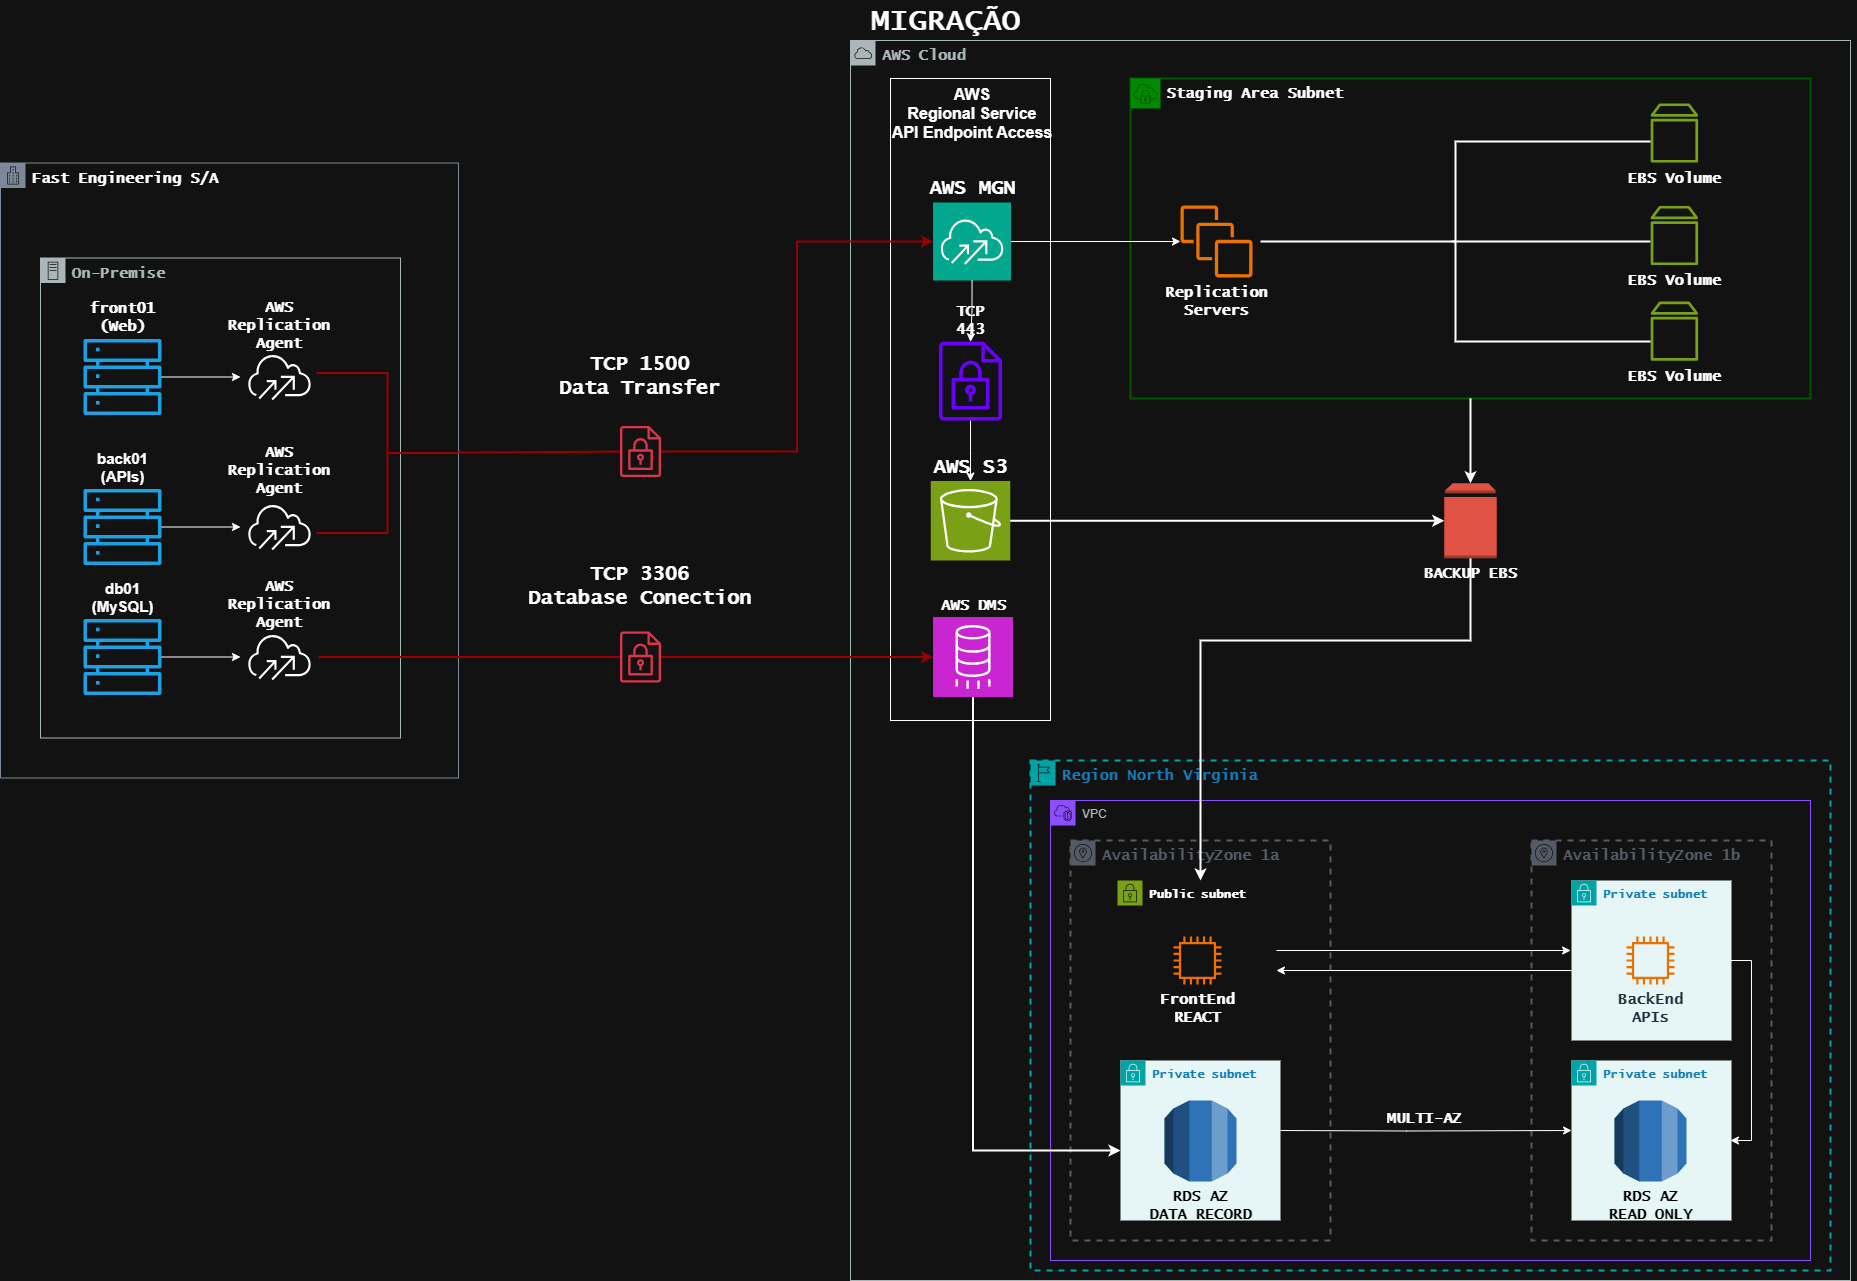 MIGRAÇÃO
AWS Cloud
AWS
Regional Service
API Endpoint Access
Staging Area Subnet
EBS Volume
EBS Volume
EBS Volume
Replication
Servers
AWS MGN
TCP
443
AWS S3
AWS DMS
Fast Engineering S/A
On-Premise
front01
(Web)
AWS
Replication
Agent
back01
(APIs)
AWS
Replication
Agent
db01
(MySQL)
AWS
Replication
Agent
TCP 1500
Data Transfer
TCP 3306
Database Conection
BACKUP EBS
Region North Virginia
VPC
AvailabilityZone 1a
Public subnet
FrontEnd
REACT
Private subnet
RDS AZ
DATA RECORD
MULTI-AZ
AvailabilityZone 1b
Private subnet
BackEnd
APIs
Private subnet
RDS AZ
READ ONLY